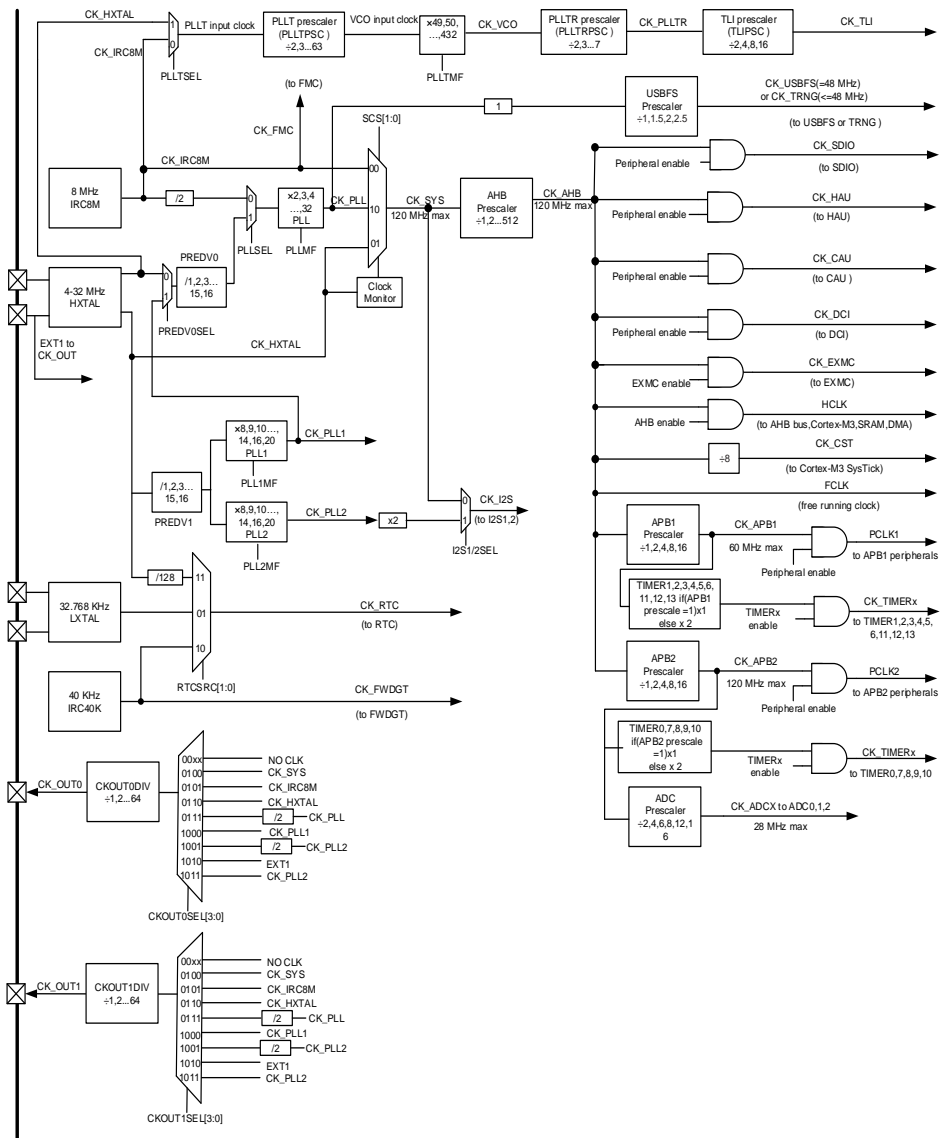 CK_HXTAL
CK_IRC8M
1
0
PLLTSEL
PLLT input clock
PLLT prescaler
(PLLTPSC )
÷2,3...63
VCO input clock
×49,50,
…,432
PLLTMF
CK_VCO
PLLTR prescaler
(PLLTRPSC )
÷2,3...7
CK_PLLTR
TLI prescaler
(TLIPSC )
÷2,4,8,16
CK_TLI
(to FMC)
CK_FMC
SCS[1:0]
1
USBFS
Prescaler
÷1,1.5,2,2.5
CK_USBFS(=48 MHz)
or CK_TRNG(<=48 MHz)
(to USBFS or TRNG )
8 MHz
IRC8M
CK_IRC8M
/2
0
1
PLLSEL
×2,3,4
…,32
PLL
PLLMF
CK_PLL
00
10
01
CK_SYS
120 MHz max
AHB
Prescaler
÷1,2...512
CK_AHB
120 MHz max
Clock
Monitor
Peripheral enable
CK_SDIO
(to SDIO)
Peripheral enable
CK_HAU
(to HAU)
Peripheral enable
CK_CAU
(to CAU )
Peripheral enable
CK_DCI
(to DCI)
EXMC enable
CK_EXMC
(to EXMC)
AHB enable
HCLK
(to AHB bus,Cortex-M3,SRAM,DMA)
÷8
CK_CST
(to Cortex-M3 SysTick)
FCLK
(free running clock)
4-32 MHz
HXTAL
EXT1 to
CK_OUT
0
1
PREDV0SEL
PREDV0
/1,2,3...
15,16
CK_HXTAL
/1,2,3...
15,16
PREDV1
×8,9,10…,
14,16,20
PLL1
PLL1MF
CK_PLL1
×8,9,10…,
14,16,20
PLL2
PLL2MF
CK_PLL2
x2
0
1
I2S1/2SEL
CK_I2S
(to I2S1,2)
APB1
Prescaler
÷1,2,4,8,16
CK_APB1
60 MHz max
Peripheral enable
PCLK1
to APB1 peripherals
TIMER1,2,3,4,5,6,
11,12,13 if(APB1
prescale =1)x1
else x 2
TIMERx
enable
CK_TIMERx
to TIMER1,2,3,4,5,
6,11,12,13
APB2
Prescaler
÷1,2,4,8,16
CK_APB2
120 MHz max
Peripheral enable
PCLK2
to APB2 peripherals
TIMER0,7,8,9,10
if(APB2 prescale
=1)x1
else x 2
TIMERx
enable
CK_TIMERx
to TIMER0,7,8,9,10
ADC
Prescaler
÷2,4,6,8,12,1
6
CK_ADCX to ADC0,1,2
28 MHz max
/128
11
01
10
RTCSRC[1:0]
32.768 KHz
LXTAL
CK_RTC
(to RTC)
40 KHz
IRC40K
CK_FWDGT
(to FWDGT)
CK_OUT0
CKOUT0DIV
÷1,2...64
00xx
NO CLK
0100
CK_SYS
0101
CK_IRC8M
0110
CK_HXTAL
0111
/2
CK_PLL
1000
CK_PLL1
1001
/2
CK_PLL2
1010
EXT1
1011
CK_PLL2
CKOUT0SEL[3:0]
CK_OUT1
CKOUT1DIV
÷1,2...64
00xx
NO CLK
0100
CK_SYS
0101
CK_IRC8M
0110
CK_HXTAL
0111
/2
CK_PLL
1000
CK_PLL1
1001
/2
CK_PLL2
1010
EXT1
1011
CK_PLL2
CKOUT1SEL[3:0]